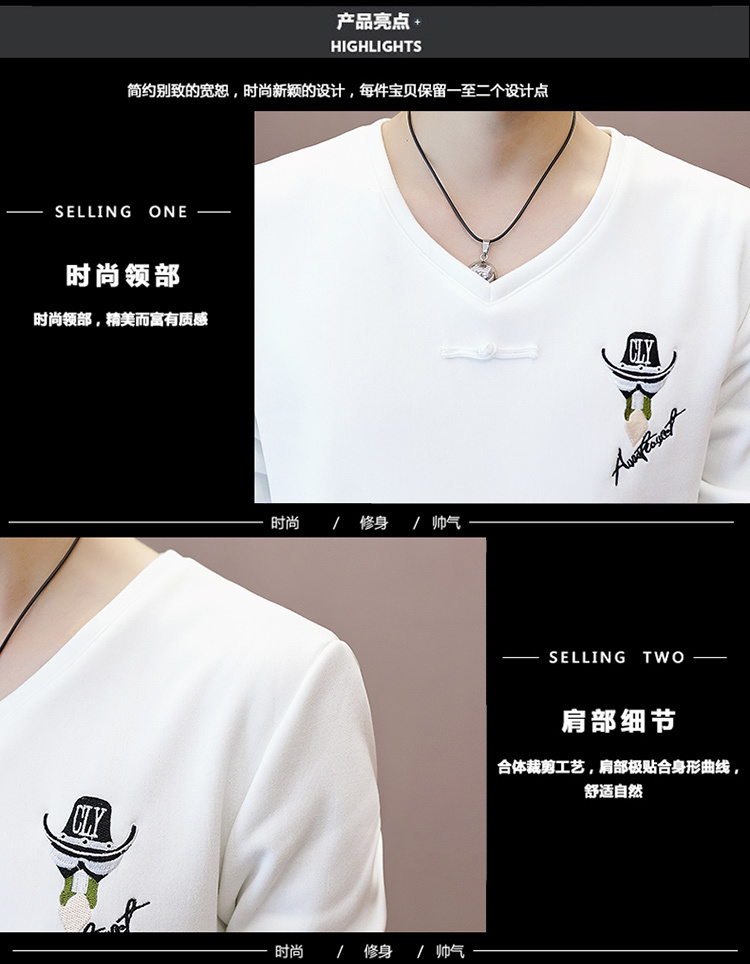 产品亮点+
HIGHLIGHTS
简约别致的宽恕，时尚新颖的设计，每件宝贝保留一至二个设计点
SELLING ONE
时尚领部
时尚领部，精美而富有质感
CLY
时尚 / 修身 / 帅气
SELLING TWO
肩部细节
合体裁剪工艺，肩部极贴合身形曲线，
舒适自然
CLY
时尚 / 修身 / 帅气